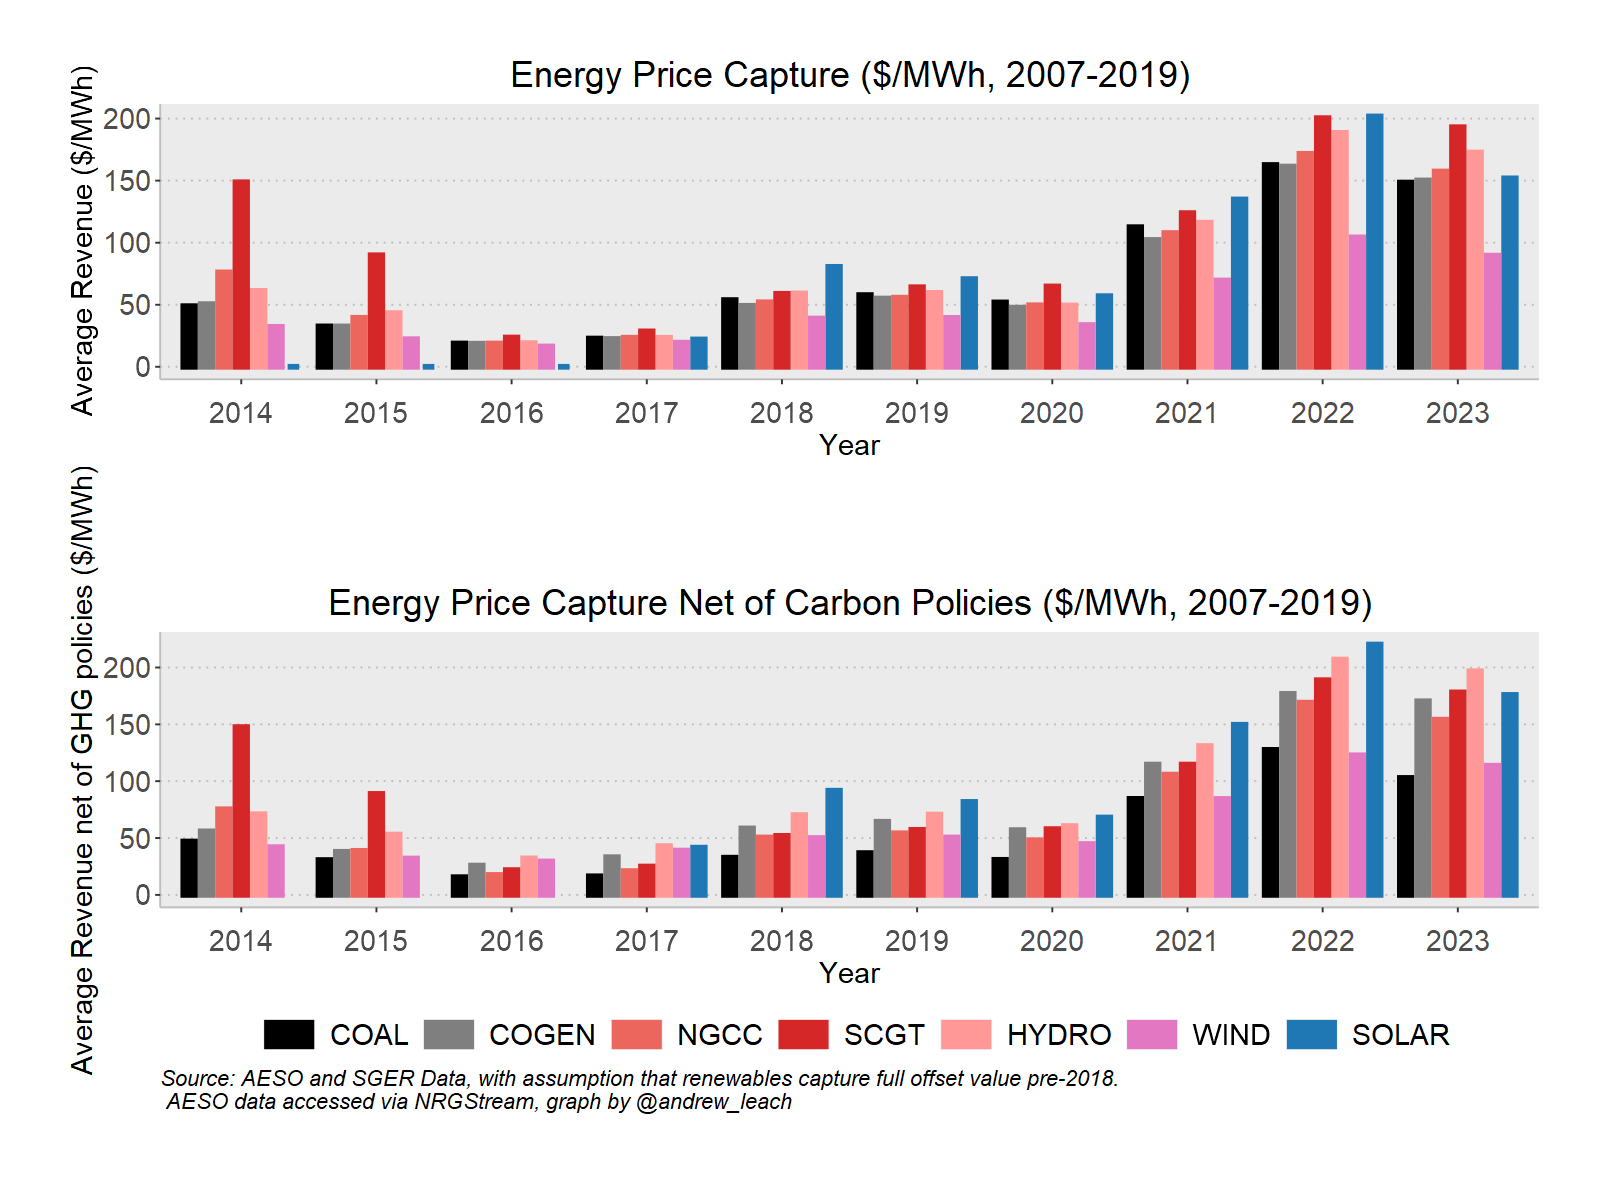 Energy Price Capture ($/MWh, 2007-2019)
Average Revenue ($/MWh)
200
150
100
50
0
2014 2015 2016 2017 2018 2019 2020 2021 2022 2023
Year
Energy Price Capture Net of Carbon Policies ($/MWh, 2007-2019)
Average Revenue net of GHG policies ($/MWh)
200
150
100
50
0
2014 2015 2016 2017 2018 2019 2020 2021 2022 2023
Year
COAL COGEN NGCC SCGT HYDRO WIND SOLAR
Source: AESO and SGER Data, with assumption that renewables capture full offset value pre-2018.
AESO data accessed via NRGStream, graph by @andrew_leach